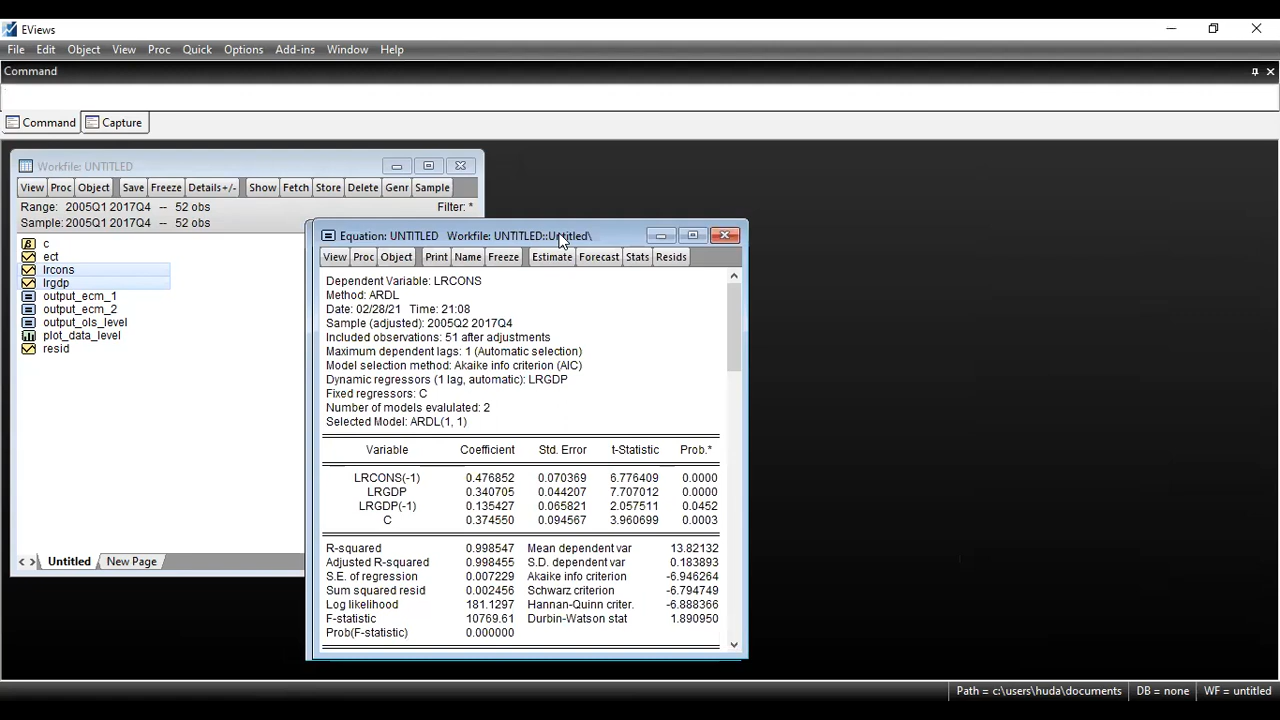 EViews
File Edit Object View Proc Quick Options Add-ins Window Help
Command
Command Capture
Workfile: UNTITLED
View Proc Object Save Freeze Details+/- Show Fetch Store Delete Genr Sample
Range: 2005Q1 2017Q4 -- 52 obs Filter: *
Sample: 2005Q1 2017Q4 -- 52 obs
c
ect
lrcons
lrgdp
output_ecm_1
output_ecm_2
output_ols_level
plot_data_level
resid
Untitled New Page
Equation: UNTITLED Workfile: UNTITLED::Untitled\
View Proc Object Print Name Freeze Estimate Forecast Stats Resids
Dependent Variable: LRCONS
Method: ARDL
Date: 02/28/21 Time: 21:08
Sample (adjusted): 2005Q2 2017Q4
Included observations: 51 after adjustments
Maximum dependent lags: 1 (Automatic selection)
Model selection method: Akaike info criterion (AIC)
Dynamic regressors (1 lag, automatic): LRGDP
Fixed regressors: C
Number of models evaluated: 2
Selected Model: ARDL(1, 1)
Variable Coefficient Std. Error t-Statistic Prob.*
LRCONS(-1) 0.476852 0.070369 6.776409 0.0000
LRGDP 0.340705 0.044207 7.707012 0.0000
LRGDP(-1) 0.135427 0.065821 2.057511 0.0452
C 0.374550 0.094567 3.960699 0.0003
R-squared 0.998547 Mean dependent var 13.82132
Adjusted R-squared 0.998455 S.D. dependent var 0.183893
S.E. of regression 0.007229 Akaike info criterion -6.946264
Sum squared resid 0.002456 Schwarz criterion -6.794749
Log likelihood 181.1297 Hannan-Quinn criter. -6.888366
F-statistic 10769.61 Durbin-Watson stat 1.890950
Prob(F-statistic) 0.000000
Path = c:\users\huda\documents DB = none WF = untitled